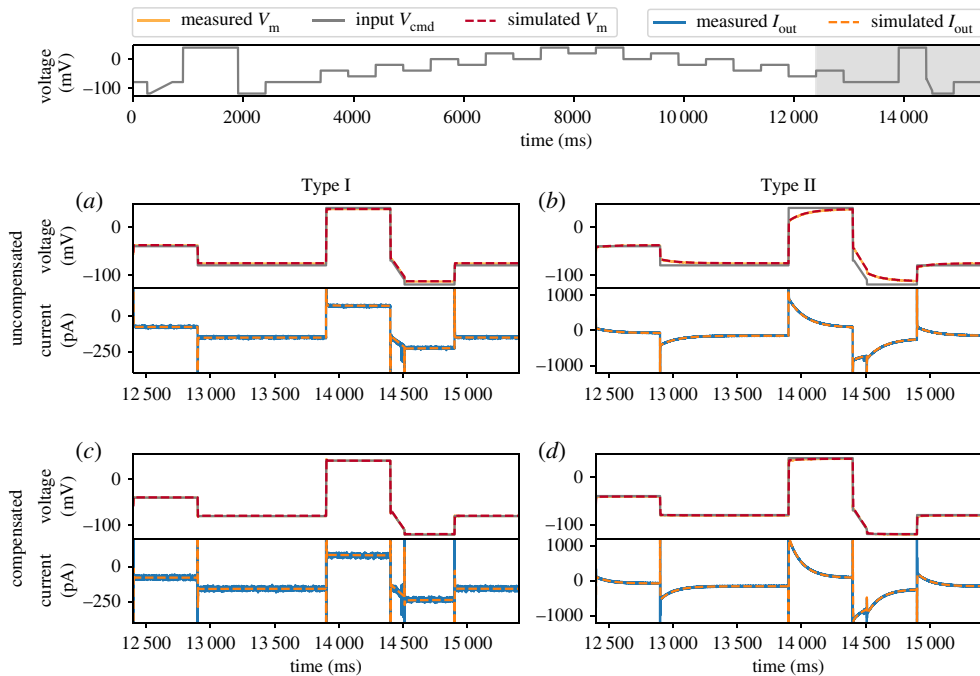 measured Vm input Vcmd simulated Vm measured Iout simulated Iout
voltage (mV)
0
−100
0 2000 4000 6000 8000 10 000 12 000 14 000
time (ms)
Type I Type II
(a) (b)
uncompensated
voltage (mV)
0
−100
current (pA)
0
−250
1000
0
−1000
12 500 13 000 13 500 14 000 14 500 15 000
12 500 13 000 13 500 14 000 14 500 15 000
(c) (d)
compensated
voltage (mV)
0
−100
0
−100
current (pA)
0
−250
1000
0
−1000
12 500 13 000 13 500 14 000 14 500 15 000
12 500 13 000 13 500 14 000 14 500 15 000
time (ms) time (ms)